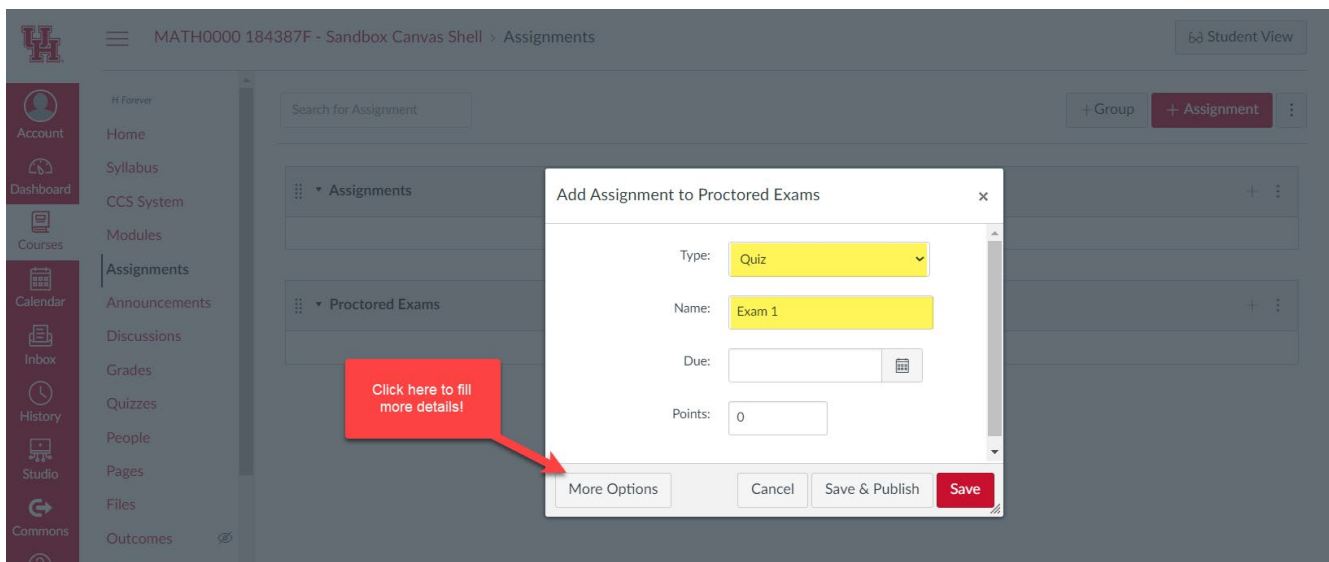 MATH0000 184387F - Sandbox Canvas Shell > Assignments
Student View
Account
Dashboard
Courses
Calendar
Inbox
History
Studio
Commons
H Forever
Home
Syllabus
CCS System
Modules
Assignments
Announcements
Discussions
Grades
Quizzes
People
Pages
Files
Outcomes
Search for Assignment
+ Group
+ Assignment
Assignments
Proctored Exams
Click here to fill
more details!
Add Assignment to Proctored Exams
×
Type: Quiz
Name: Exam 1
Due:
Points: 0
More Options
Cancel
Save & Publish
Save